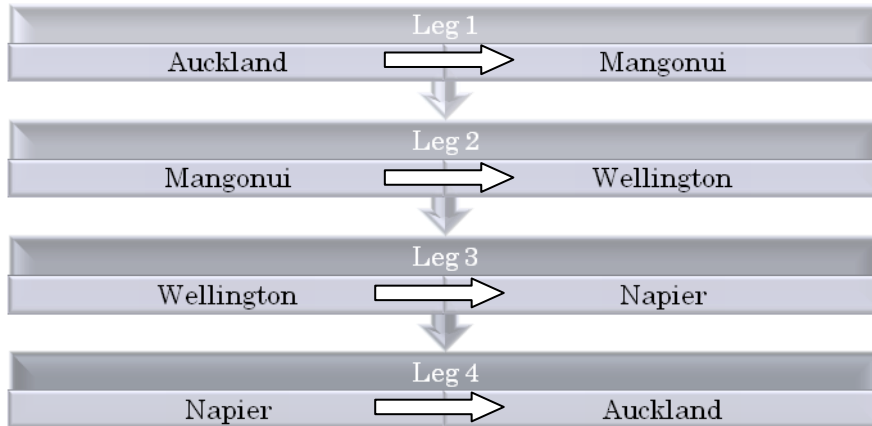 Leg 1
Auckland Mangonui
Leg 2
Mangonui Wellington
Leg 3
Wellington Napier
Leg 4
Napier Auckland